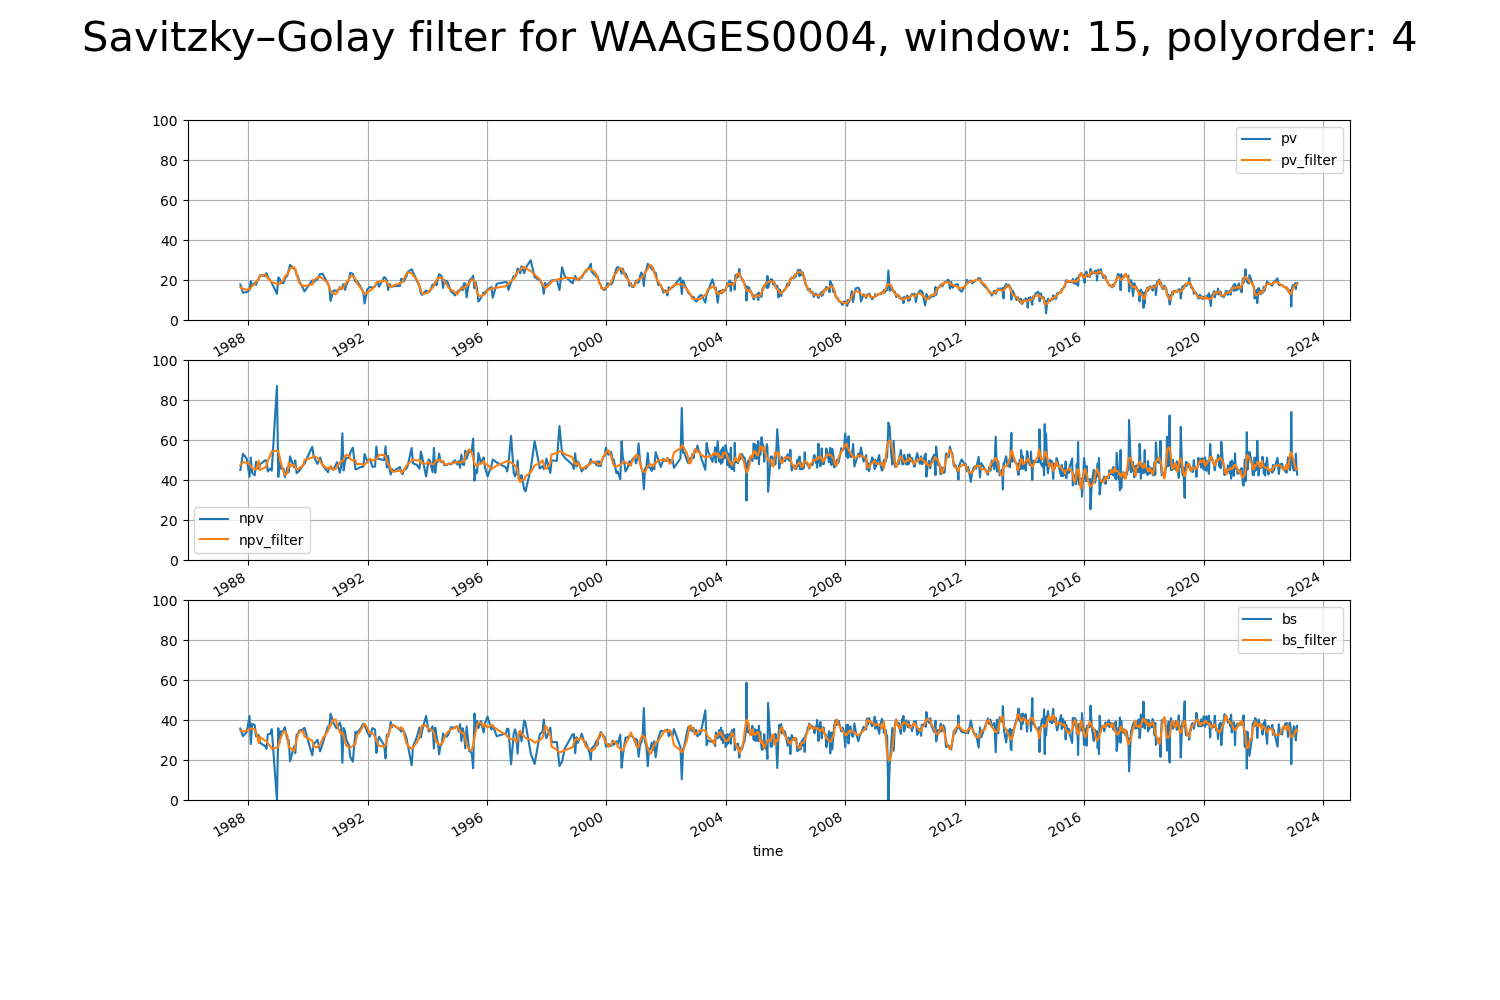 Savitzky–Golay filter for WAAGES0004, window: 15, polyorder: 4
100
80
60
40
20
0
pv
pv_filter
1988 1992 1996 2000 2004 2008 2012 2016 2020 2024
100
80
60
40
20
0
npv
npv_filter
1988 1992 1996 2000 2004 2008 2012 2016 2020 2024
100
80
60
40
20
0
bs
bs_filter
1988 1992 1996 2000 2004 2008 2012 2016 2020 2024
time